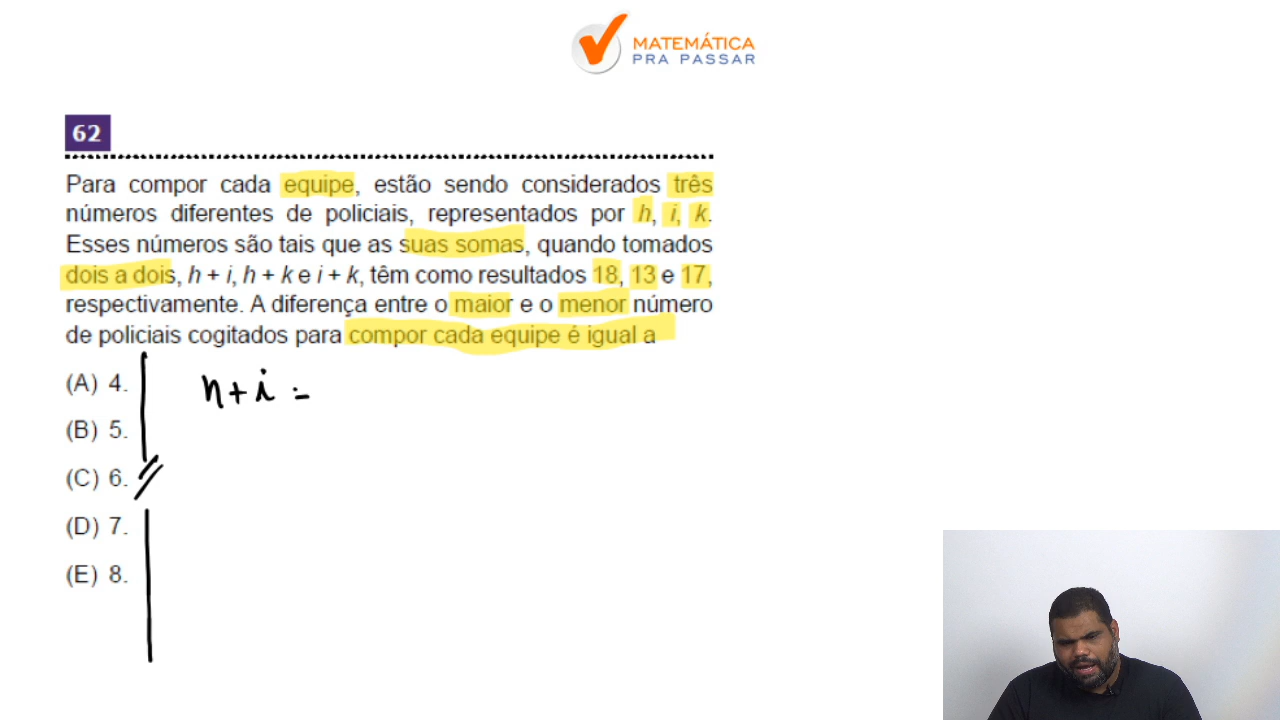 MATEMÁTICA
PRA PASSAR
62
Para compor cada equipe, estão sendo considerados três
números diferentes de policiais, representados por h, i, k.
Esses números são tais que as suas somas, quando tomados
dois a dois, h + i, h + k e i + k, têm como resultados 18, 13 e 17,
respectivamente. A diferença entre o maior e o menor número
de policiais cogitados para compor cada equipe é igual a
(A) 4.
h+i =
(B) 5.
(C) 6.
(D) 7.
(E) 8.